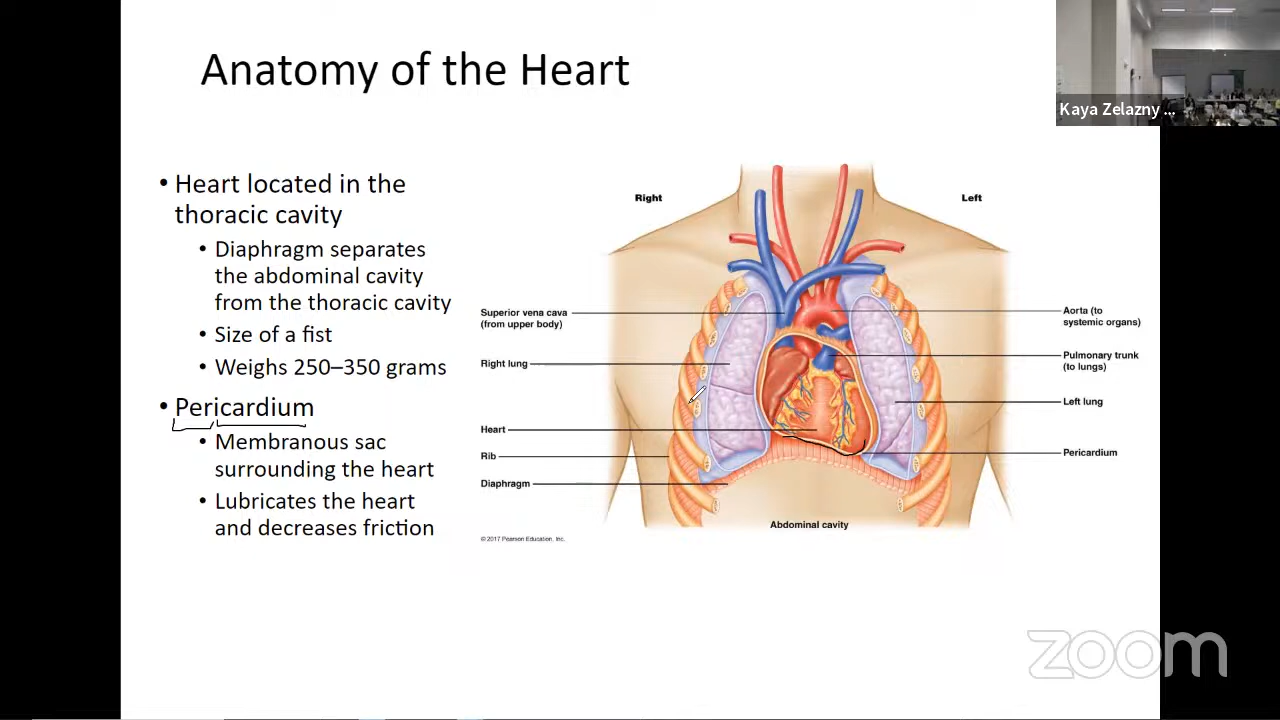 Anatomy of the Heart
Kaya Zelazny ...
• Heart located in the
thoracic cavity
• Diaphragm separates
the abdominal cavity
from the thoracic cavity
• Size of a fist
• Weighs 250–350 grams
• Pericardium
• Membranous sac
surrounding the heart
• Lubricates the heart
and decreases friction
Right
Left
Superior vena cava
(from upper body)
Right lung
Heart
Rib
Diaphragm
Aorta (to
systemic organs)
Pulmonary trunk
(to lungs)
Left lung
Pericardium
Abdominal cavity
© 2017 Pearson Education, Inc.
zoom